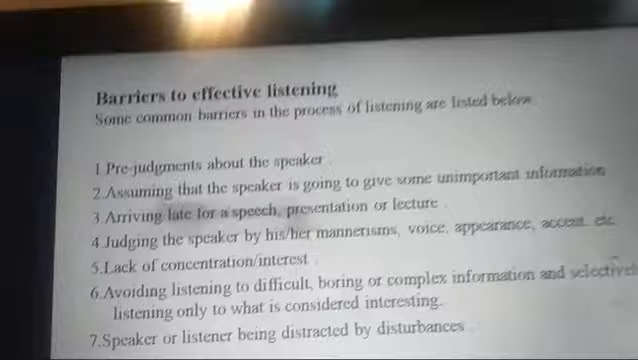 Barriers to effective listening
Some common barriers in the process of listening are listed below
1 Pre-judgments about the speaker.
2.Assuming that the speaker is going to give some unimportant information
3 Arriving late for a speech, presentation or lecture.
4 Judging the speaker by his/her mannerisms, voice, appearance, accent etc
5.Lack of concentration/interest.
6.Avoiding listening to difficult, boring or complex information and selectively
listening only to what is considered interesting.
7.Speaker or listener being distracted by disturbances.